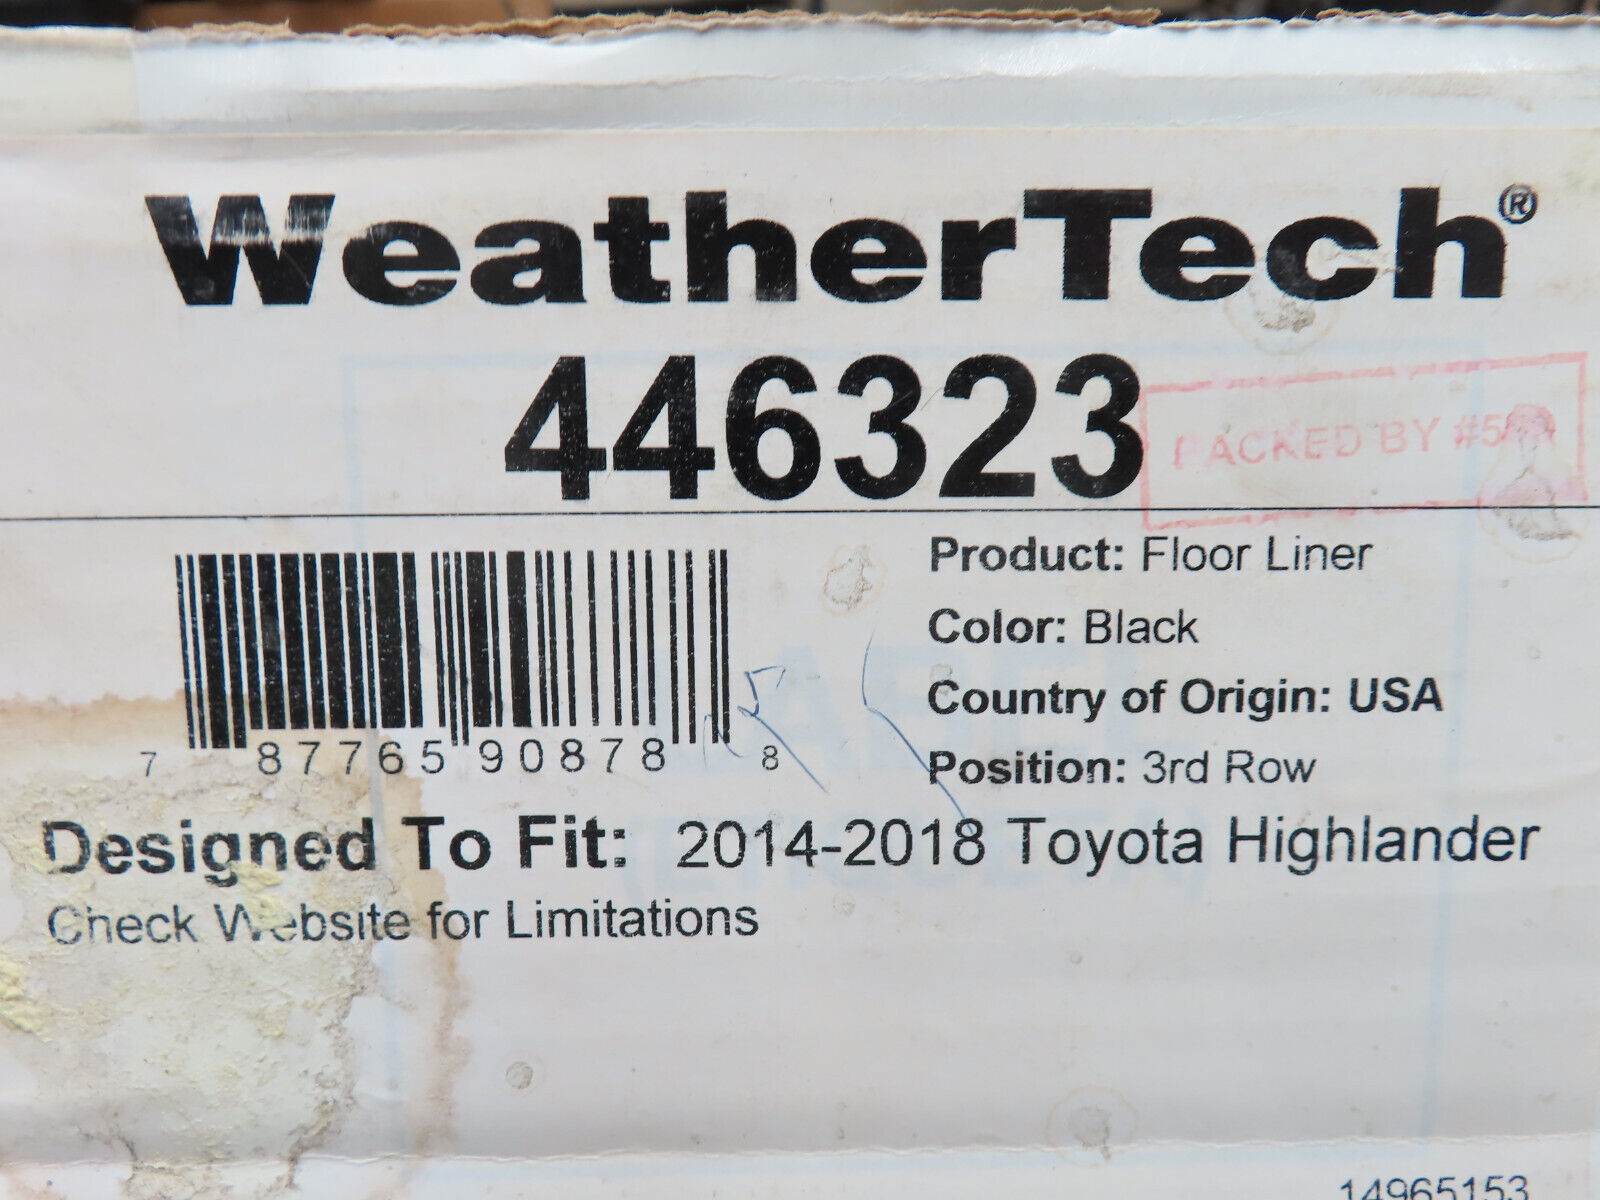 WeatherTech®
446323
PACKED BY #5
Product: Floor Liner
Color: Black
Country of Origin: USA
Position: 3rd Row
7 87765 90878 8
Designed To Fit: 2014-2018 Toyota Highlander
Check Website for Limitations
14965153